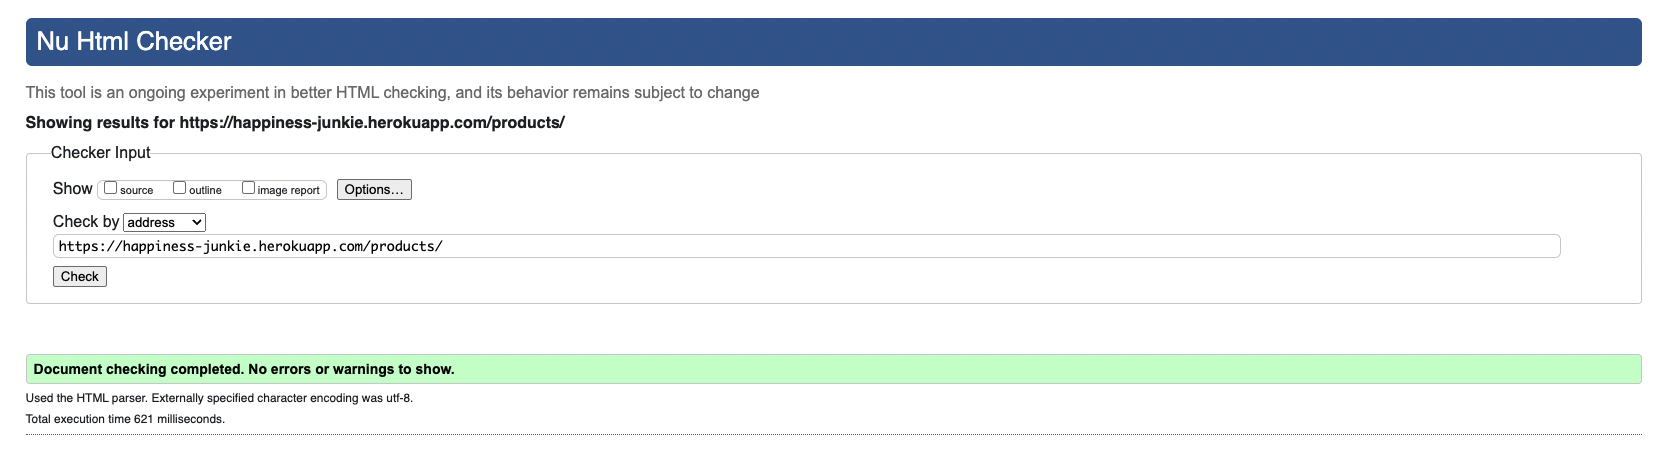 Nu Html Checker
This tool is an ongoing experiment in better HTML checking, and its behavior remains subject to change
Showing results for https://happiness-junkie.herokuapp.com/products/
Checker Input
Show source outline image report Options...
Check by address
https://happiness-junkie.herokuapp.com/products/
Check
Document checking completed. No errors or warnings to show.
Used the HTML parser. Externally specified character encoding was utf-8.
Total execution time 621 milliseconds.